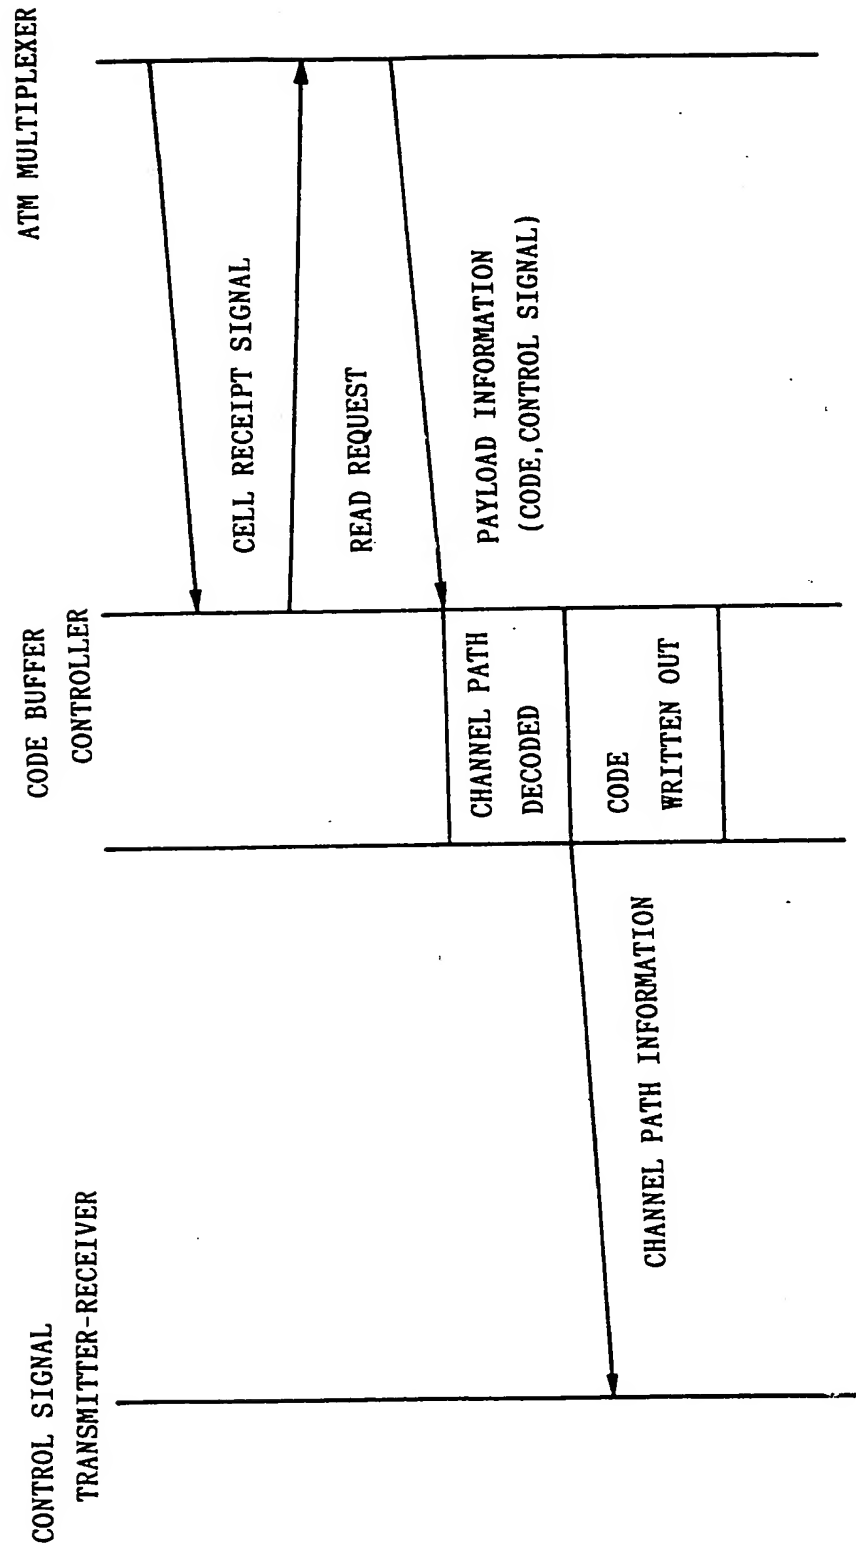 CONTROL SIGNAL
TRANSMITTER-RECEIVER
CODE BUFFER
CONTROLLER
ATM MULTIPLEXER
CELL RECEIPT SIGNAL
READ REQUEST
PAYLOAD INFORMATION
(CODE,CONTROL SIGNAL)
CHANNEL PATH
DECODED
CODE
WRITTEN OUT
CHANNEL PATH INFORMATION